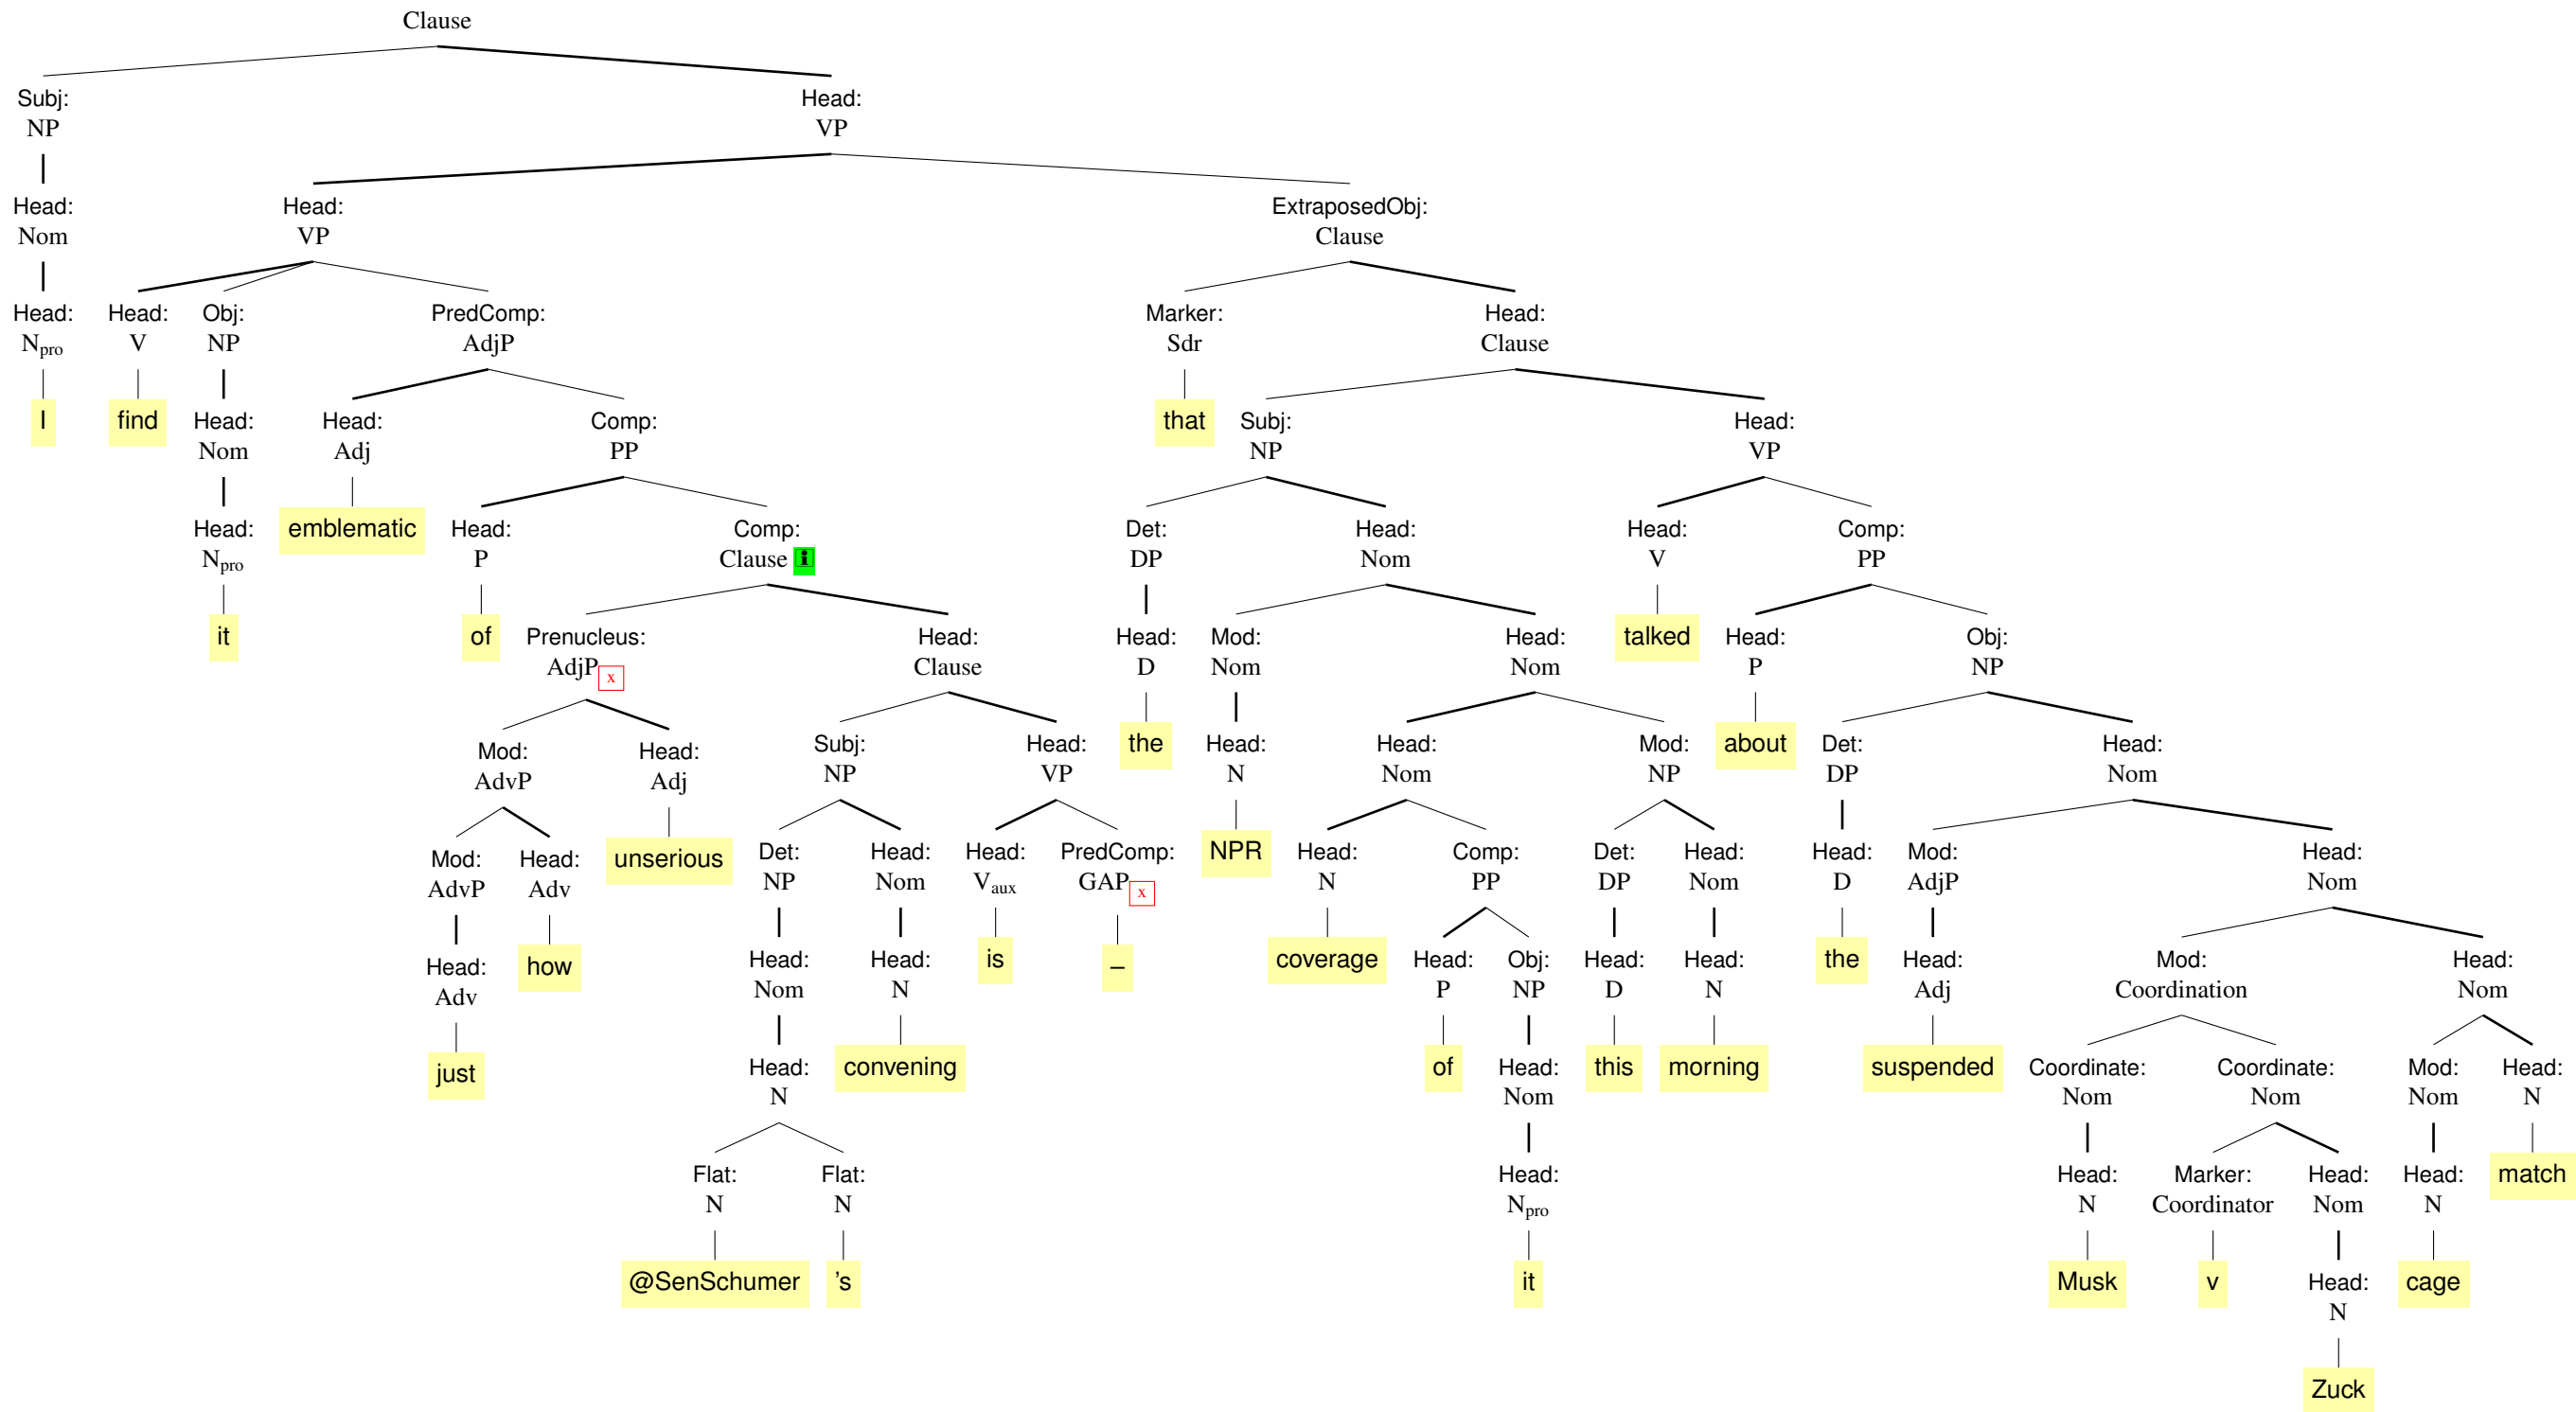 Clause
Subj: Head:
NP VP
Head: Head: ExtraposedObj:
Nom VP Clause
Head: Head: Obj: PredComp: Marker: Head:
Npro V NP AdjP Sdr Clause
I find Head: Head: Comp: that Subj: Head:
Nom Adj PP NP VP
Head: emblematic Head: Comp: Det: Head: Head: Comp:
Npro P Clause i DP Nom V PP
it of Prenucleus: Head: Head: Mod: Head: talked Head: Obj:
AdjP x Clause D Nom Nom P NP
Mod: Head: Subj: Head: the Head: Head: Mod: about Det: Head:
AdvP Adj NP VP N Nom NP DP Nom
Mod: Head: unserious Det: Head: Head: PredComp: NPR Head: Comp: Det: Head: Head: Mod: Head:
AdvP Adv NP Nom Vaux GAP x N PP DP Nom D AdjP Nom
Head: how Head: Head: is – coverage Head: Obj: Head: Head: the Head: Mod: Head:
Adv Nom N P NP D N Adj Coordination Nom
just Head: convening of Head: this morning suspended Coordinate: Coordinate: Mod: Head:
N Nom Nom Nom Nom N
Flat: Flat: Head: Head: Marker: Head: Head: match
N N Npro N Coordinator Nom N
@SenSchumer ’s it Musk v Head: cage
N
Zuck